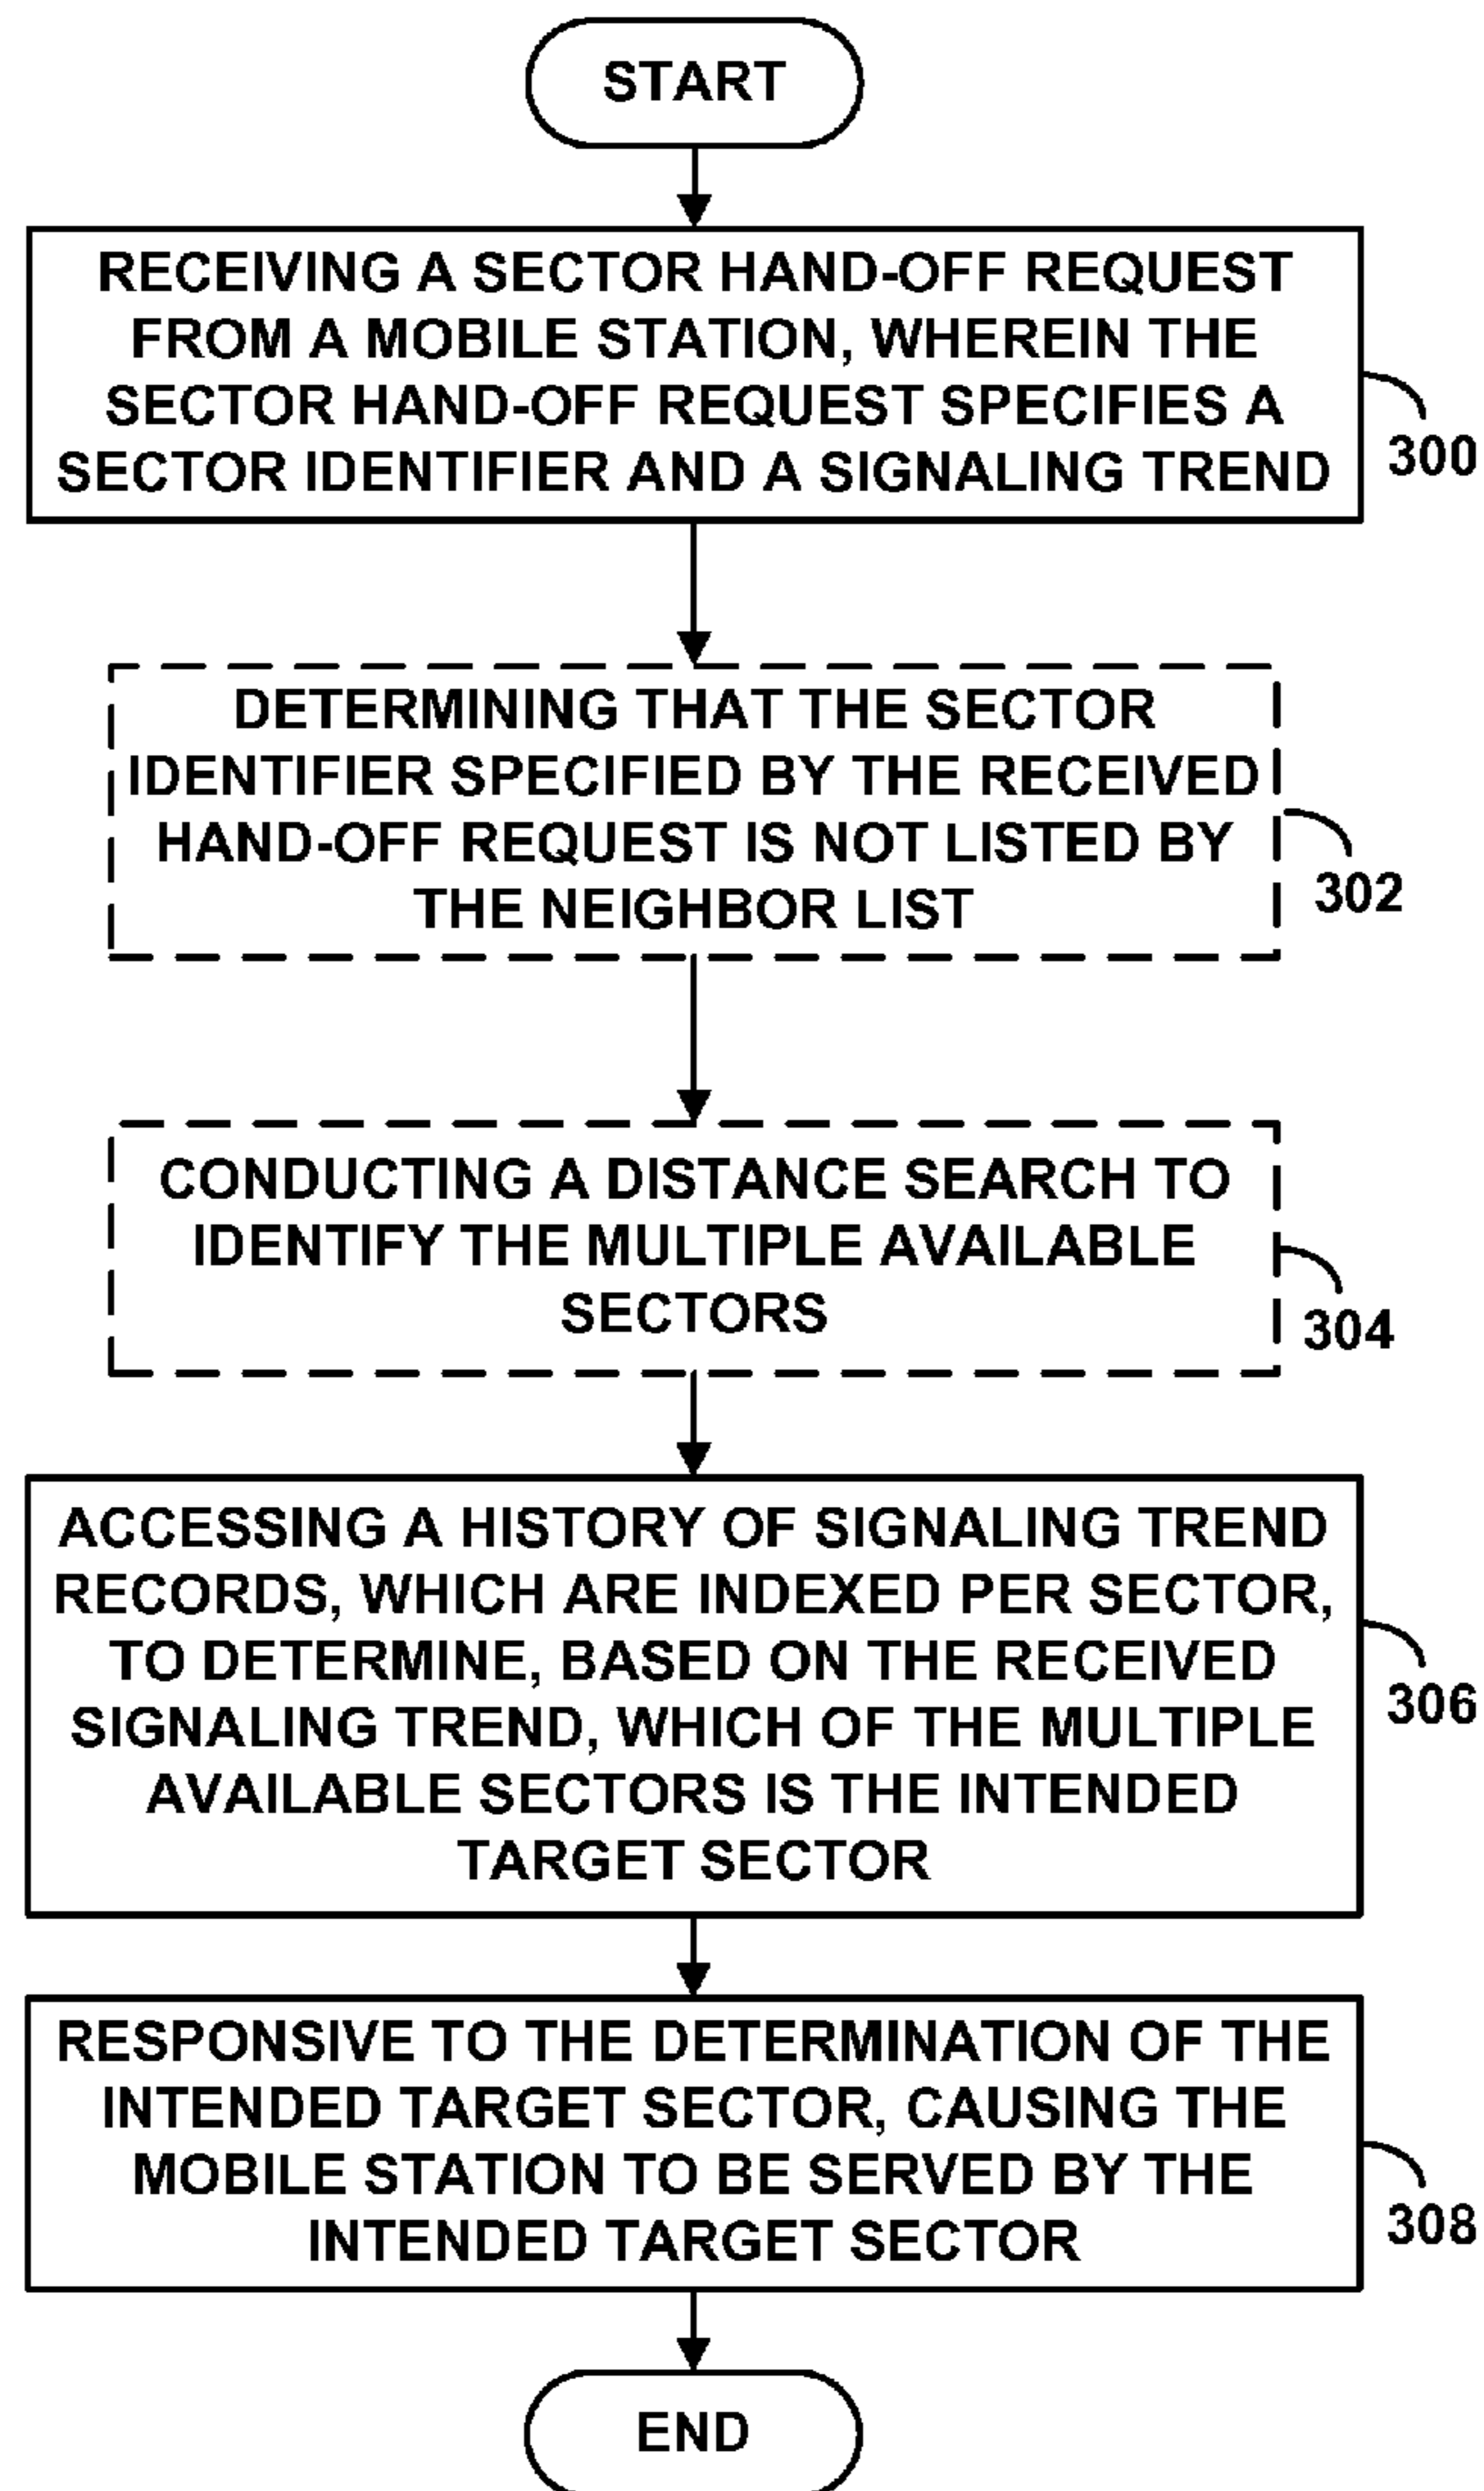 START
RECEIVING A SECTOR HAND-OFF REQUEST
FROM A MOBILE STATION, WHEREIN THE
SECTOR HAND-OFF REQUEST SPECIFIES A
SECTOR IDENTIFIER AND A SIGNALING TREND
300
DETERMINING THAT THE SECTOR
IDENTIFIER SPECIFIED BY THE RECEIVED
HAND-OFF REQUEST IS NOT LISTED BY
THE NEIGHBOR LIST
302
CONDUCTING A DISTANCE SEARCH TO
IDENTIFY THE MULTIPLE AVAILABLE
SECTORS
304
ACCESSING A HISTORY OF SIGNALING TREND
RECORDS, WHICH ARE INDEXED PER SECTOR,
TO DETERMINE, BASED ON THE RECEIVED
SIGNALING TREND, WHICH OF THE MULTIPLE
AVAILABLE SECTORS IS THE INTENDED
TARGET SECTOR
306
RESPONSIVE TO THE DETERMINATION OF THE
INTENDED TARGET SECTOR, CAUSING THE
MOBILE STATION TO BE SERVED BY THE
INTENDED TARGET SECTOR
308
END